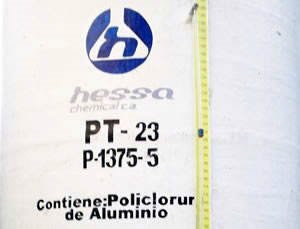 h
hessa
chemical c.a.
PT- 23
P-1375-5
Contiene:Policlorur
de Aluminio